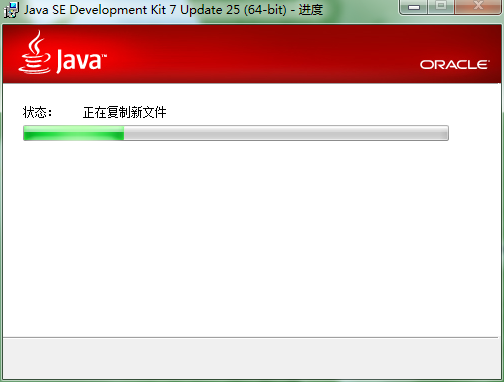 Java SE Development Kit 7 Update 25 (64-bit) - 进度
Java™
ORACLE®
状态： 正在复制新文件